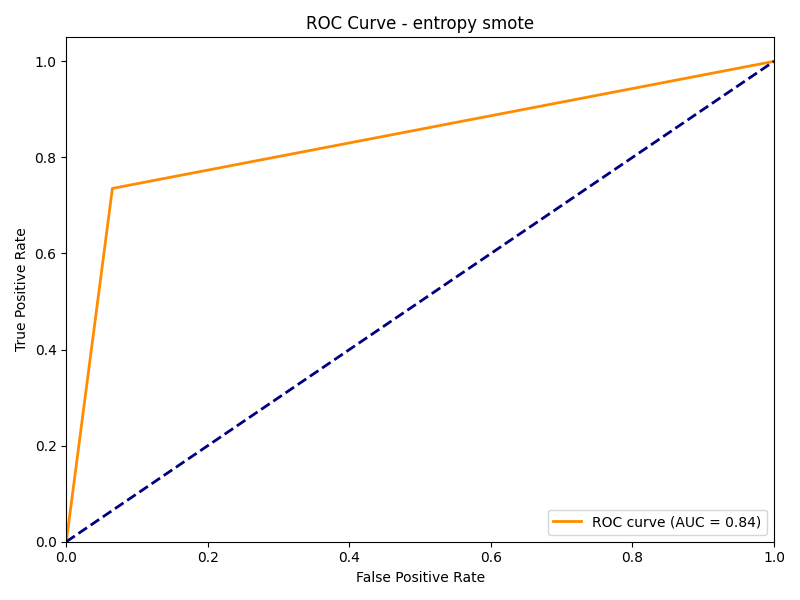 ROC Curve - entropy smote
True Positive Rate
1.0
0.8
0.6
0.4
0.2
0.0
0.0 0.2 0.4 0.6 0.8 1.0
False Positive Rate
ROC curve (AUC = 0.84)